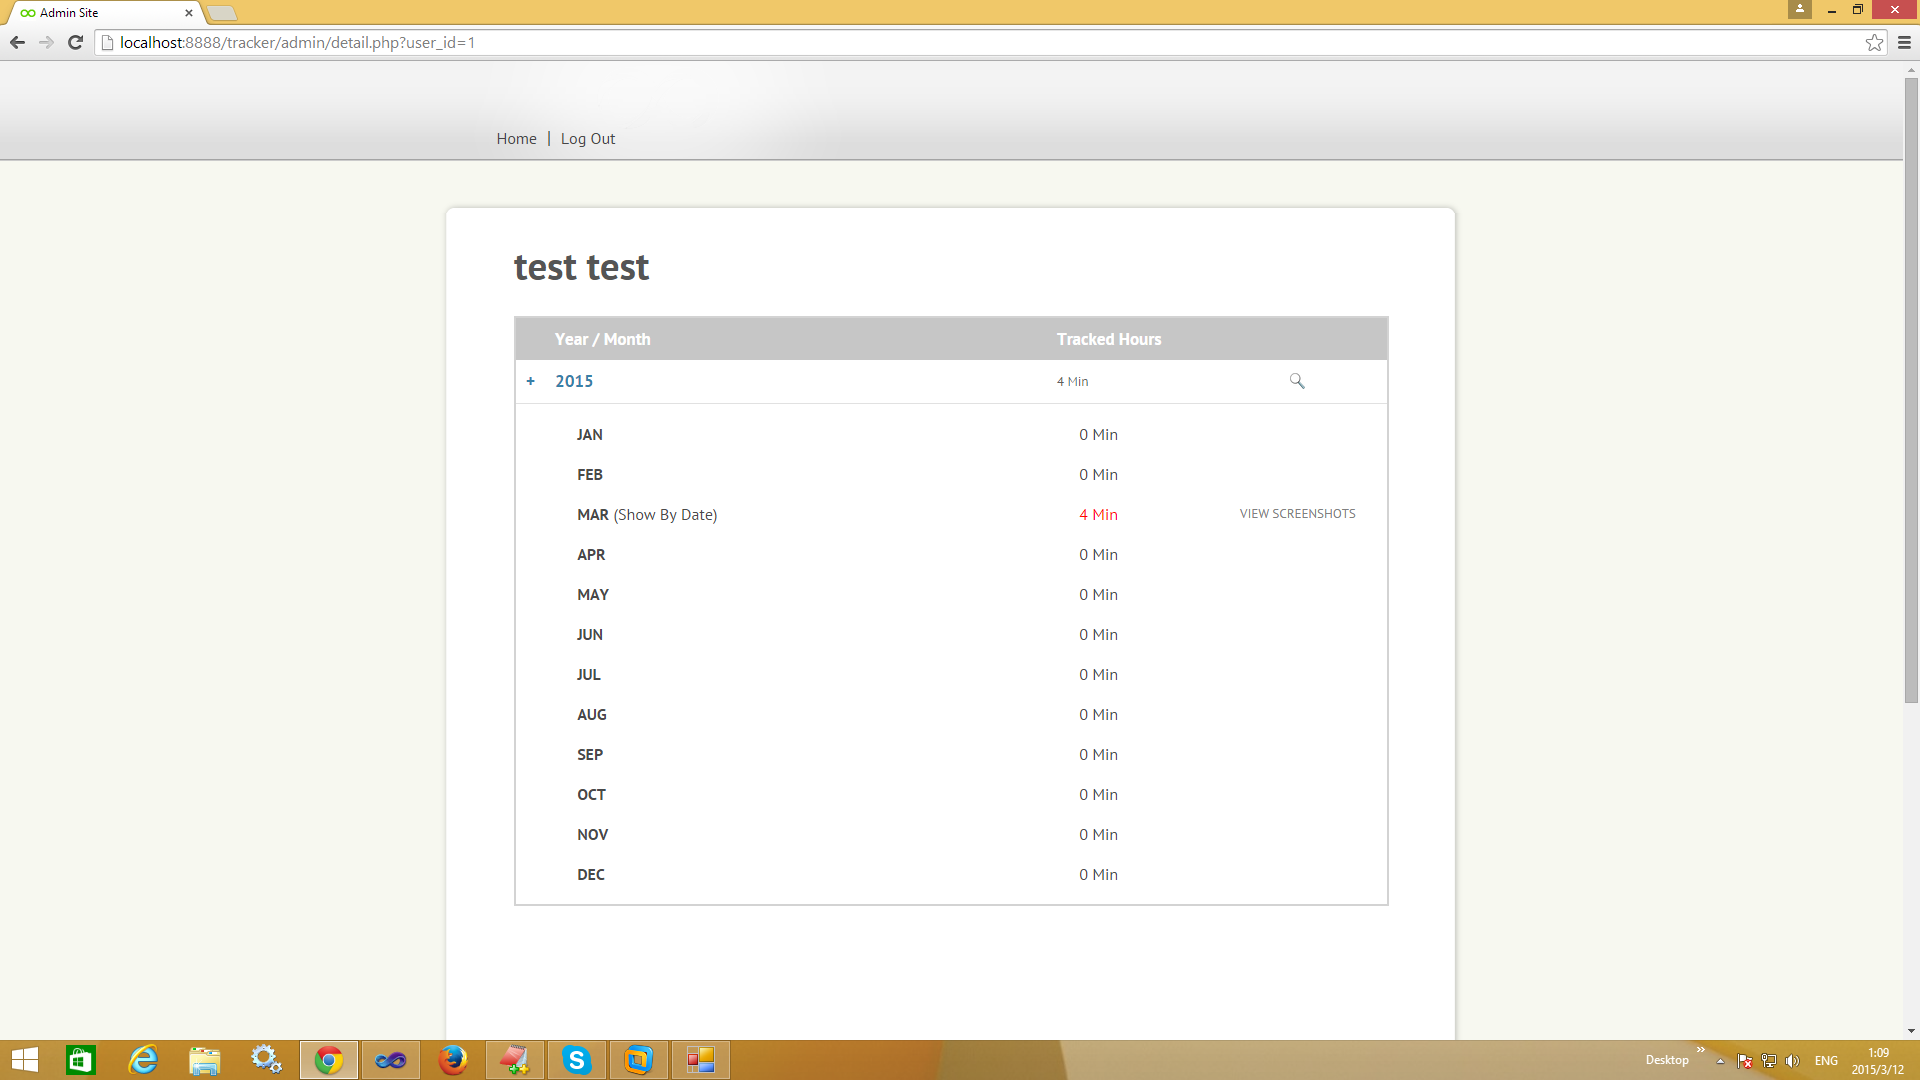 Admin Site
localhost:8888/tracker/admin/detail.php?user_id=1
Home | Log Out
test test
Year / Month Tracked Hours
+ 2015 4 Min
JAN 0 Min
FEB 0 Min
MAR (Show By Date) 4 Min VIEW SCREENSHOTS
APR 0 Min
MAY 0 Min
JUN 0 Min
JUL 0 Min
AUG 0 Min
SEP 0 Min
OCT 0 Min
NOV 0 Min
DEC 0 Min
Desktop » ENG 1:09
2015/3/12